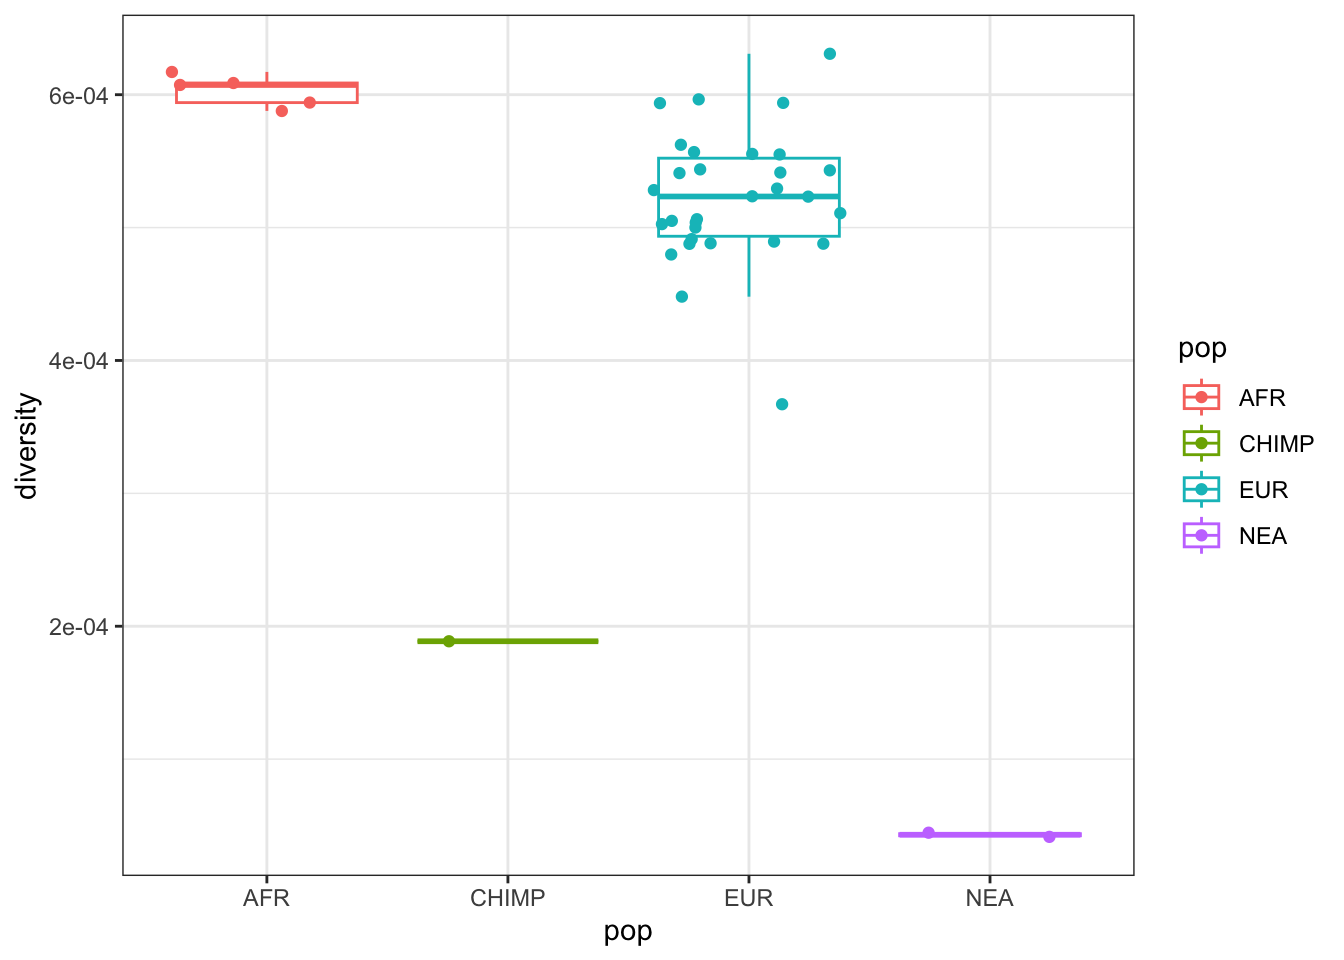 6e-04
4e-04
2e-04
diversity
AFR
CHIMP
EUR
NEA
pop
pop
AFR
CHIMP
EUR
NEA